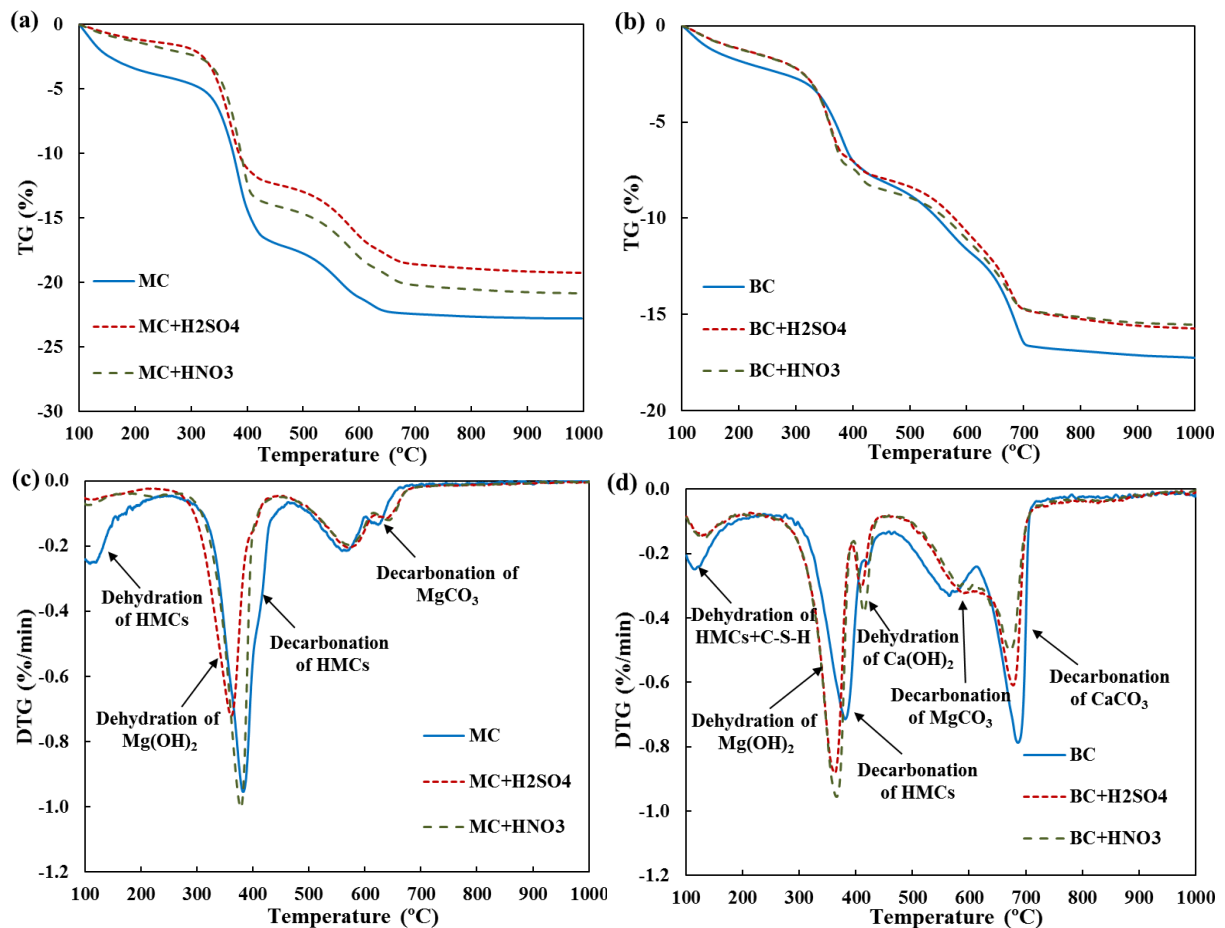 (a)
0
-5
-10
-15
-20
-25
-30
TG (%)
MC
MC+H2SO4
MC+HNO3
100 200 300 400 500 600 700 800 900 1000
Temperature (ºC)
(b)
0
-5
-10
-15
-20
TG (%)
BC
BC+H2SO4
BC+HNO3
100 200 300 400 500 600 700 800 900 1000
Temperature (ºC)
(c)
0.0
-0.2
-0.4
-0.6
-0.8
-1.0
-1.2
DTG (%/min)
Dehydration
of HMCs
Decarbonation of
MgCO3
Decarbonation
of HMCs
Dehydration of
Mg(OH)2
MC
MC+H2SO4
MC+HNO3
100 200 300 400 500 600 700 800 900 1000
Temperature (ºC)
(d)
0.0
-0.2
-0.4
-0.6
-0.8
-1.0
-1.2
DTG (%/min)
Dehydration of
HMCs+C-S-H
Dehydration
of Ca(OH)2
Decarbonation
of MgCO3
Decarbonation
of CaCO3
Dehydration of
Mg(OH)2
Decarbonation
of HMCs
BC
BC+H2SO4
BC+HNO3
100 200 300 400 500 600 700 800 900 1000
Temperature (ºC)